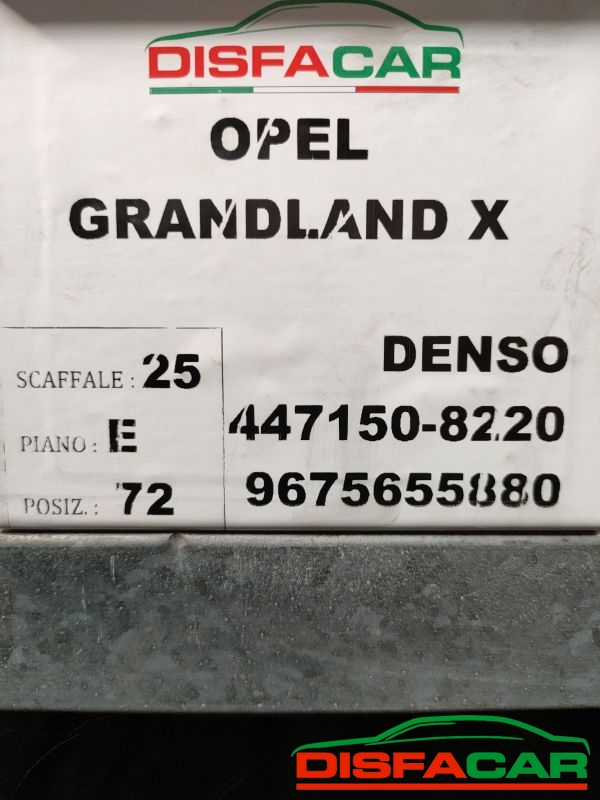 DISFACAR
OPEL
GRANDLAND X
SCAFFALE : 25
PIANO : E
POSIZ. : 72
DENSO
447150-8220
9675655880
DISFACAR